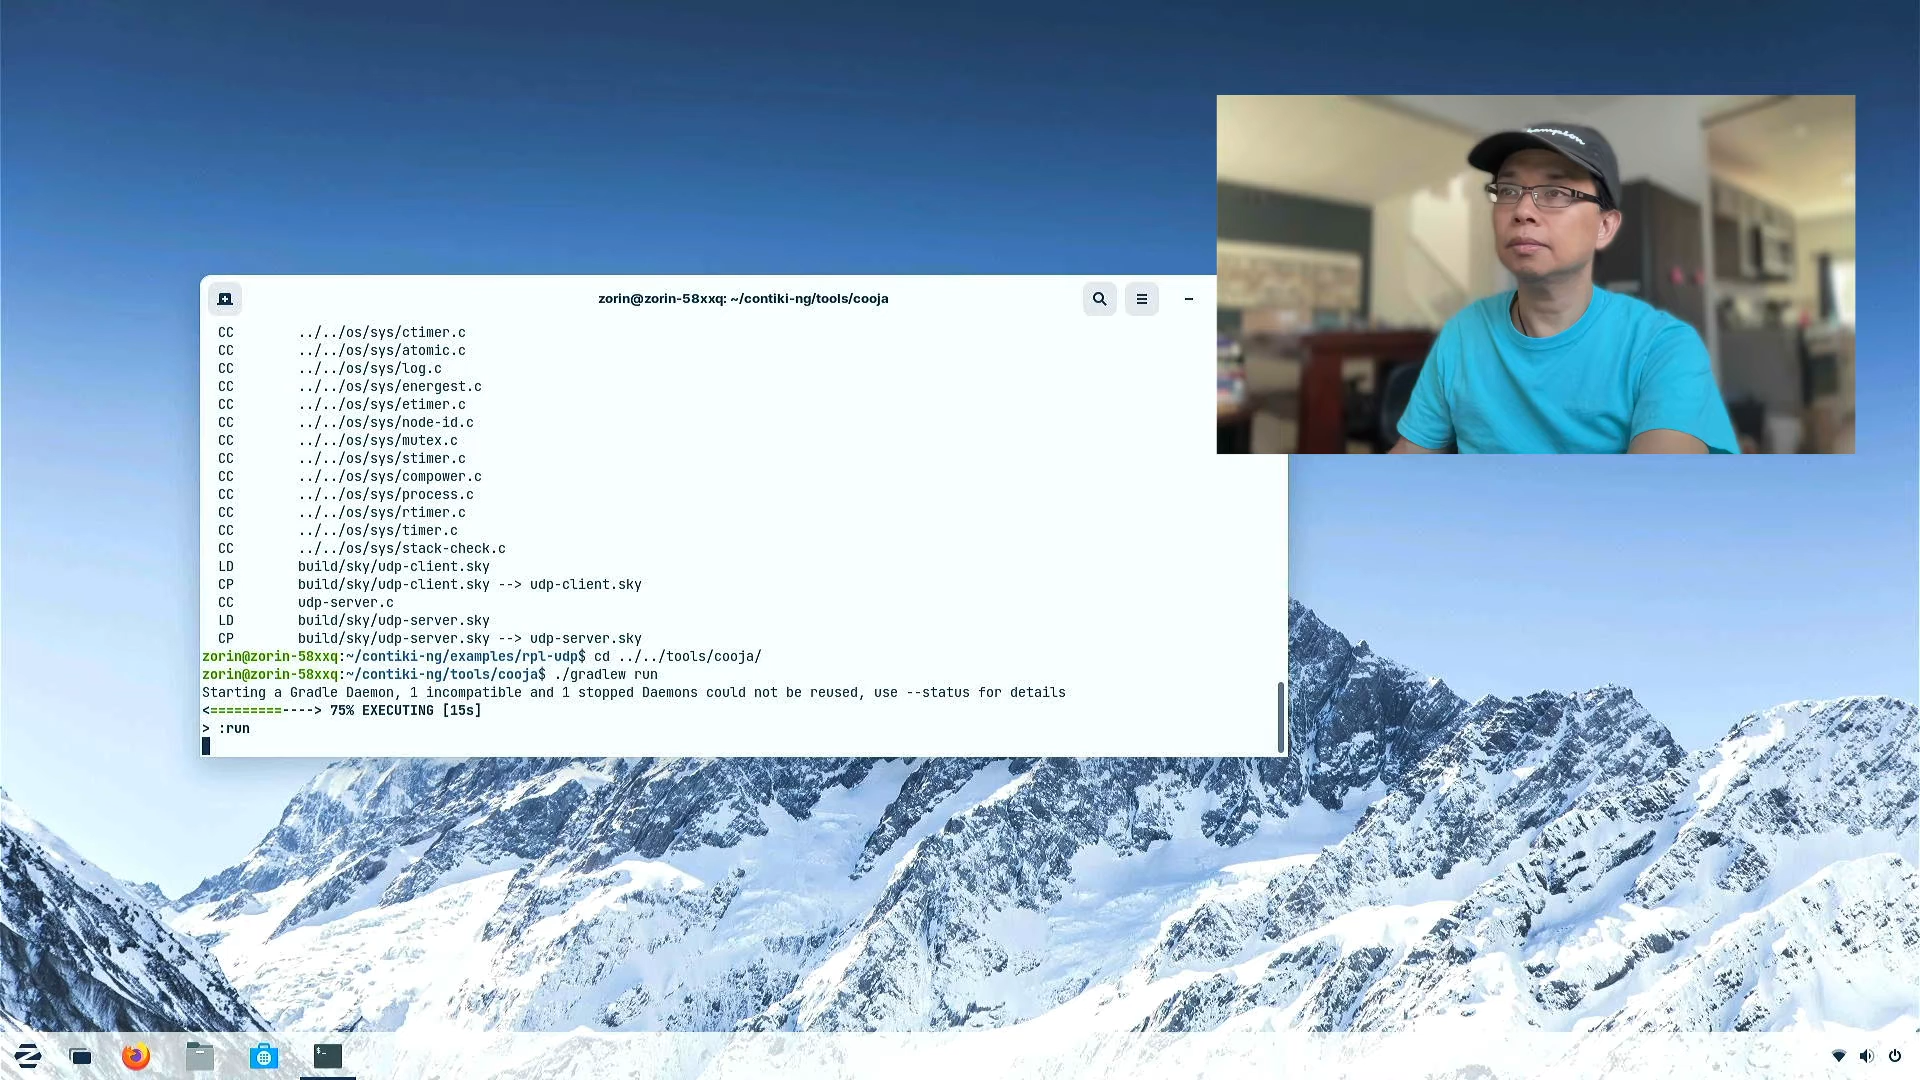 zorin@zorin-58xxq: ~/contiki-ng/tools/cooja
CC ../../os/sys/ctimer.c
CC ../../os/sys/atomic.c
CC ../../os/sys/log.c
CC ../../os/sys/energest.c
CC ../../os/sys/etimer.c
CC ../../os/sys/node-id.c
CC ../../os/sys/mutex.c
CC ../../os/sys/stimer.c
CC ../../os/sys/compower.c
CC ../../os/sys/process.c
CC ../../os/sys/rtimer.c
CC ../../os/sys/timer.c
CC ../../os/sys/stack-check.c
LD build/sky/udp-client.sky
CP build/sky/udp-client.sky --> udp-client.sky
CC udp-server.c
LD build/sky/udp-server.sky
CP build/sky/udp-server.sky --> udp-server.sky
zorin@zorin-58xxq:~/contiki-ng/examples/rpl-udp$ cd ../../tools/cooja/
zorin@zorin-58xxq:~/contiki-ng/tools/cooja$ ./gradlew run
Starting a Gradle Daemon, 1 incompatible and 1 stopped Daemons could not be reused, use --status for details
<=========----> 75% EXECUTING [15s]
> :run